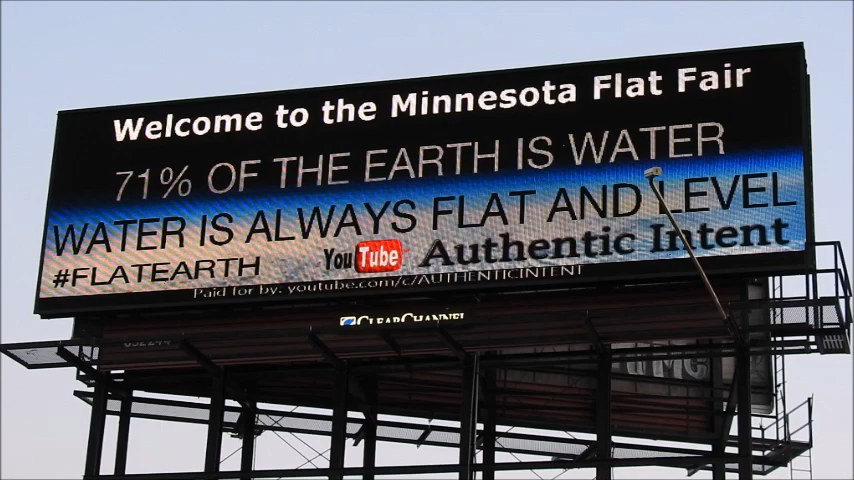 Welcome to the Minnesota Flat Fair
71% OF THE EARTH IS WATER
WATER IS ALWAYS FLAT AND LEVEL
#FLATEARTH YouTube Authentic Intent
Paid for by: youtube.com/c/AUTHENTICINTENT
CLEARCHANNEL